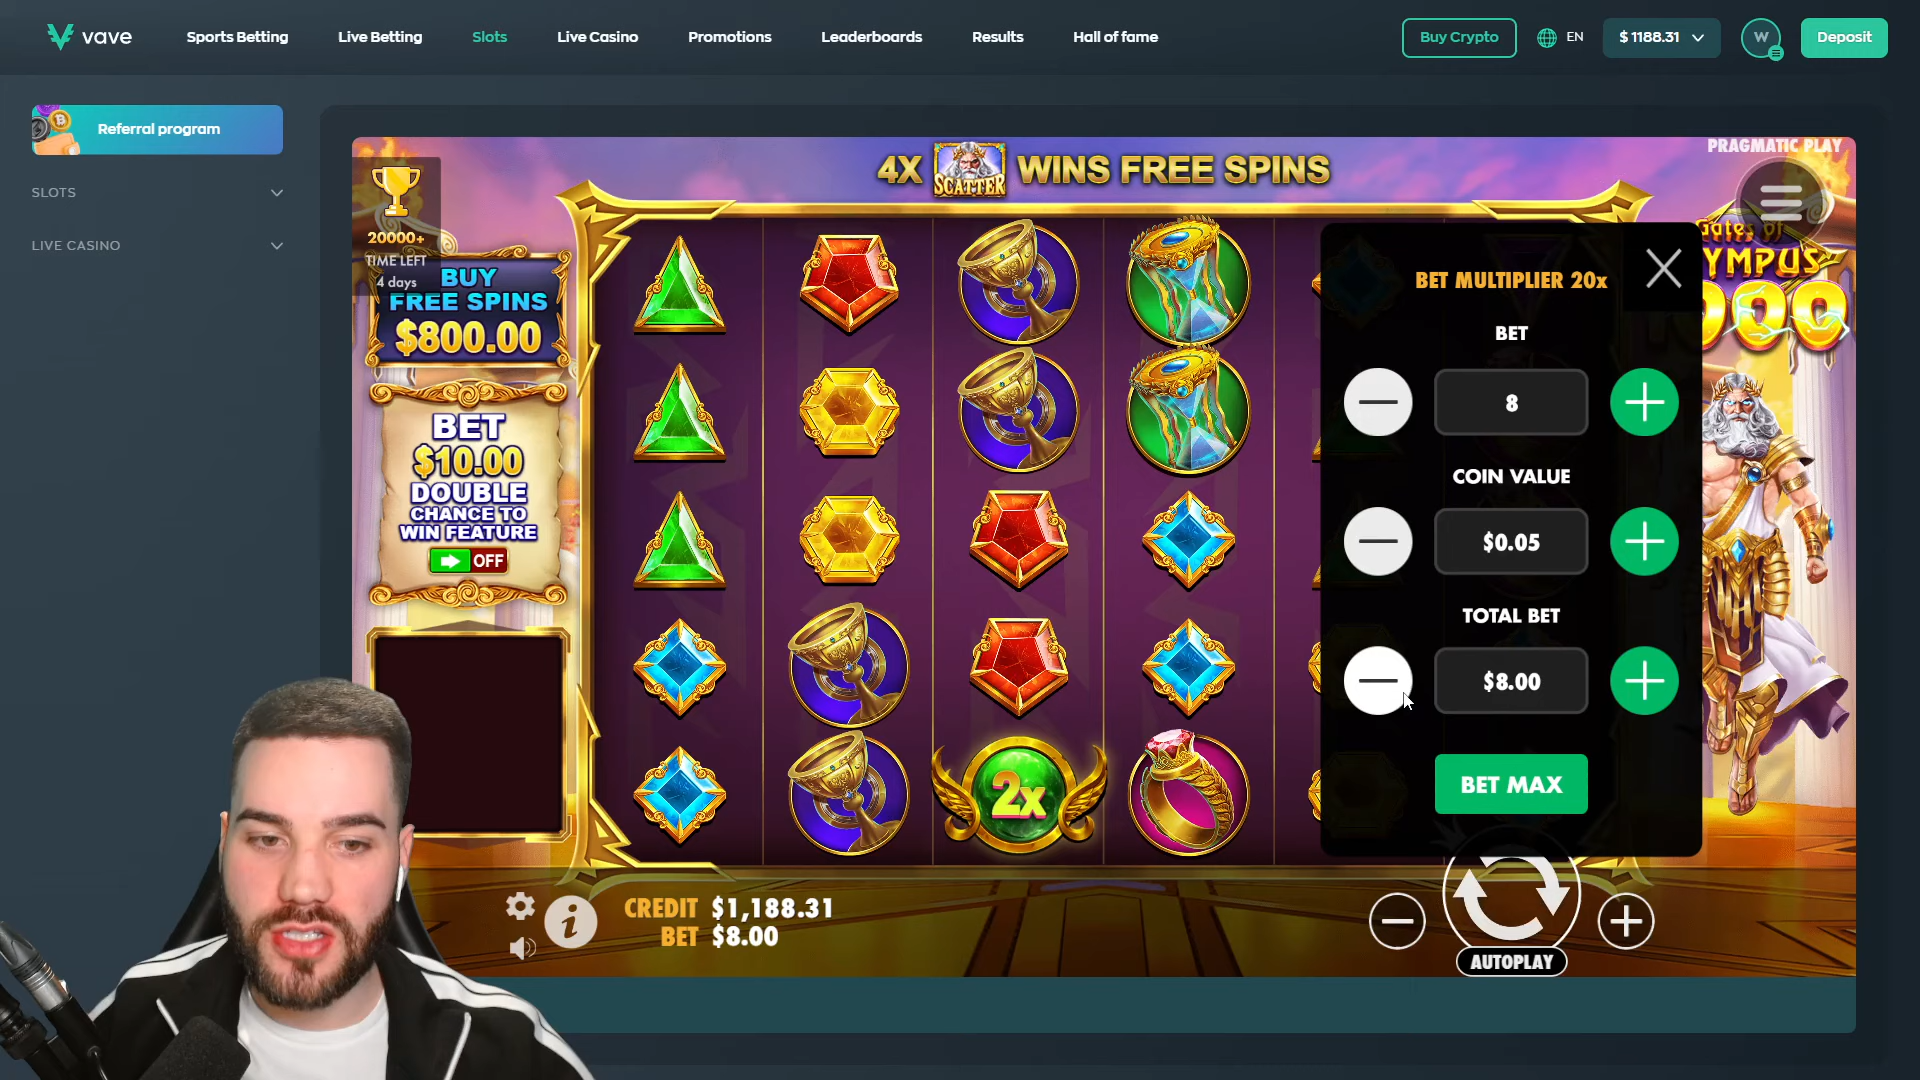 vave
Sports Betting
Live Betting
Slots
Live Casino
Promotions
Leaderboards
Results
Hall of fame
Buy Crypto
EN
$ 1188.31
W
Deposit
Referral program
SLOTS
LIVE CASINO
4X SCATTER WINS FREE SPINS
PRAGMATIC PLAY
20000+
TIME LEFT
4 days
BUY
FREE SPINS
$800.00
BET
$10.00
DOUBLE
CHANCE TO
WIN FEATURE
OFF
2x
BET MULTIPLIER 20x
BET
8
COIN VALUE
$0.05
TOTAL BET
$8.00
BET MAX
CREDIT $1,188.31
BET $8.00
AUTOPLAY